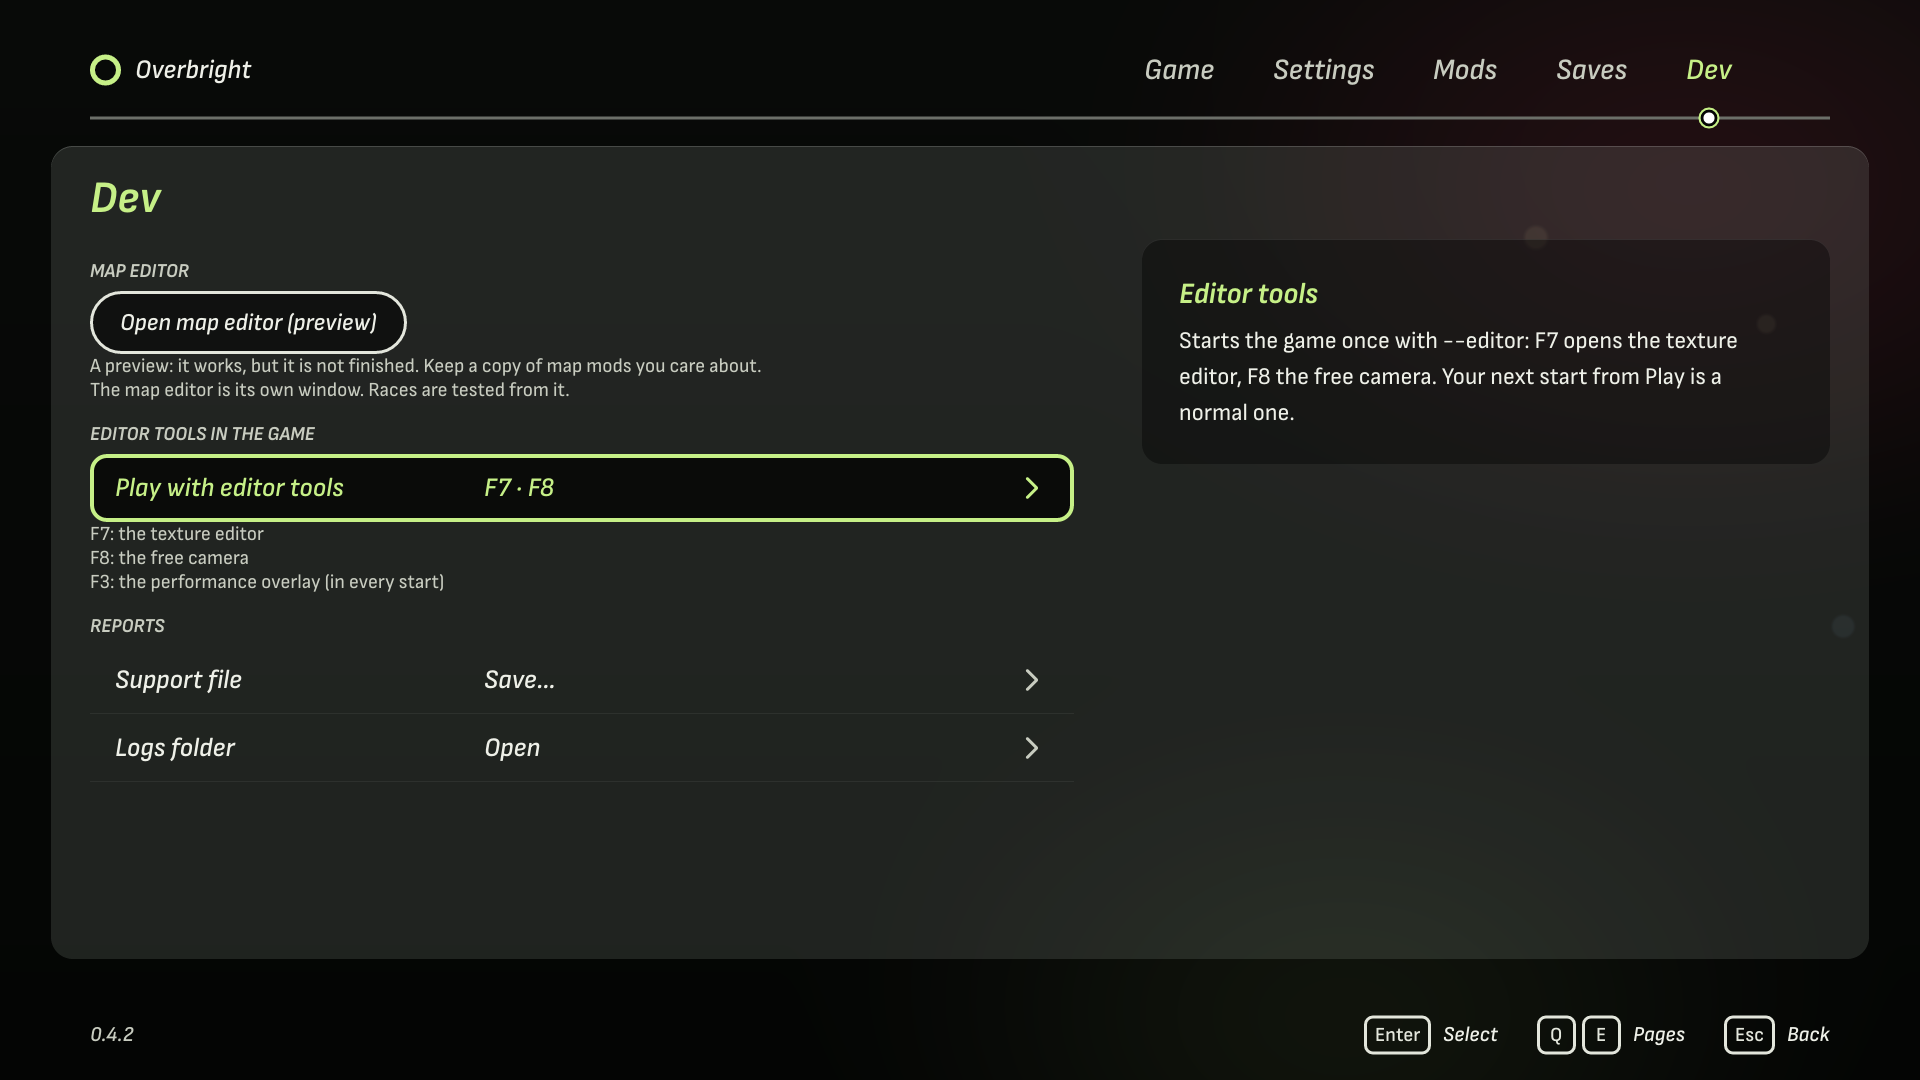 Overbright
Game
Settings
Mods
Saves
Dev
Dev
MAP EDITOR
Open map editor (preview)
A preview: it works, but it is not finished. Keep a copy of map mods you care about.
The map editor is its own window. Races are tested from it.
EDITOR TOOLS IN THE GAME
Play with editor tools
F7 · F8
F7: the texture editor
F8: the free camera
F3: the performance overlay (in every start)
REPORTS
Support file
Save...
Logs folder
Open
Editor tools
Starts the game once with --editor: F7 opens the texture
editor, F8 the free camera. Your next start from Play is a
normal one.
0.4.2
Enter Select
Q E Pages
Esc Back